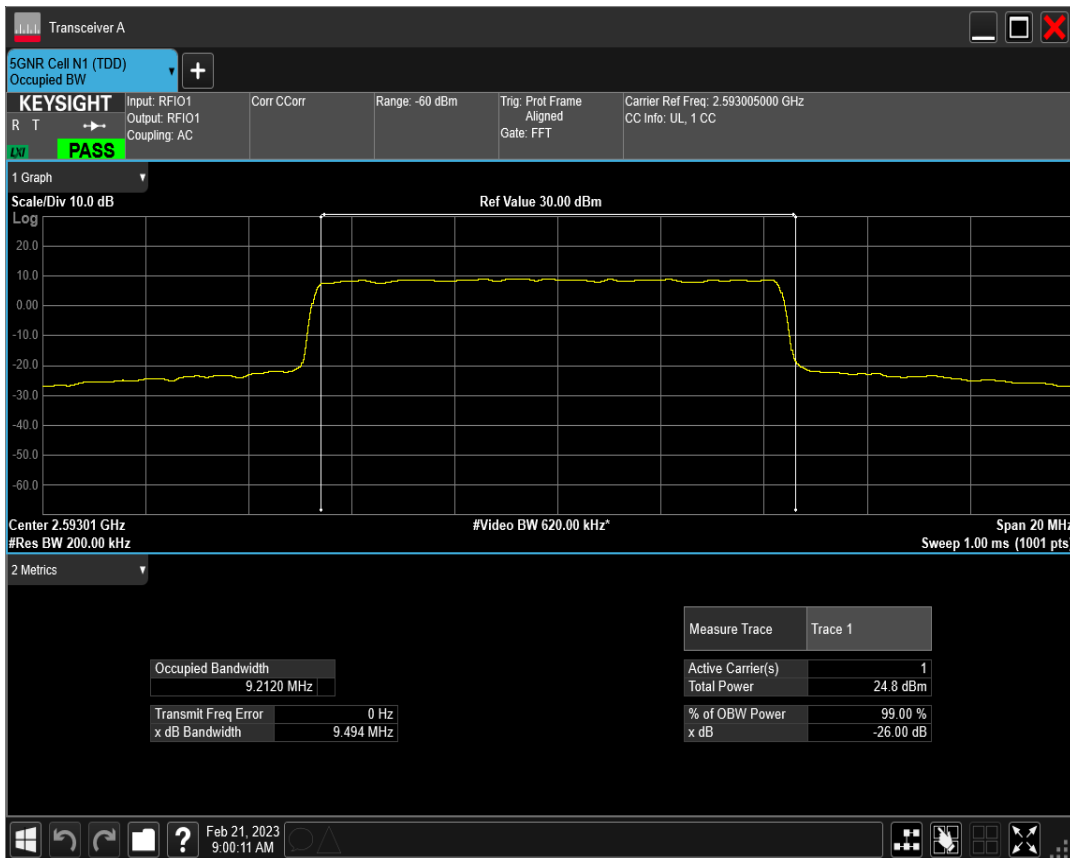 Transceiver A
5GNR Cell N1 (TDD)
Occupied BW
KEYSIGHT
R T
LXI
PASS
Input: RFIO1
Output: RFIO1
Coupling: AC
Corr CCorr
Range: -60 dBm
Trig: Prot Frame
Aligned
Gate: FFT
Carrier Ref Freq: 2.593005000 GHz
CC Info: UL, 1 CC
1 Graph
Scale/Div 10.0 dB
Ref Value 30.00 dBm
Log
20.0
10.0
0.00
-10.0
-20.0
-30.0
-40.0
-50.0
-60.0
Center 2.59301 GHz
#Video BW 620.00 kHz*
Span 20 MHz
#Res BW 200.00 kHz
Sweep 1.00 ms (1001 pts)
2 Metrics
Measure Trace Trace 1
Occupied Bandwidth
9.2120 MHz
Active Carrier(s) 1
Total Power 24.8 dBm
Transmit Freq Error 0 Hz
x dB Bandwidth 9.494 MHz
% of OBW Power 99.00 %
x dB -26.00 dB
?
Feb 21, 2023
9:00:11 AM